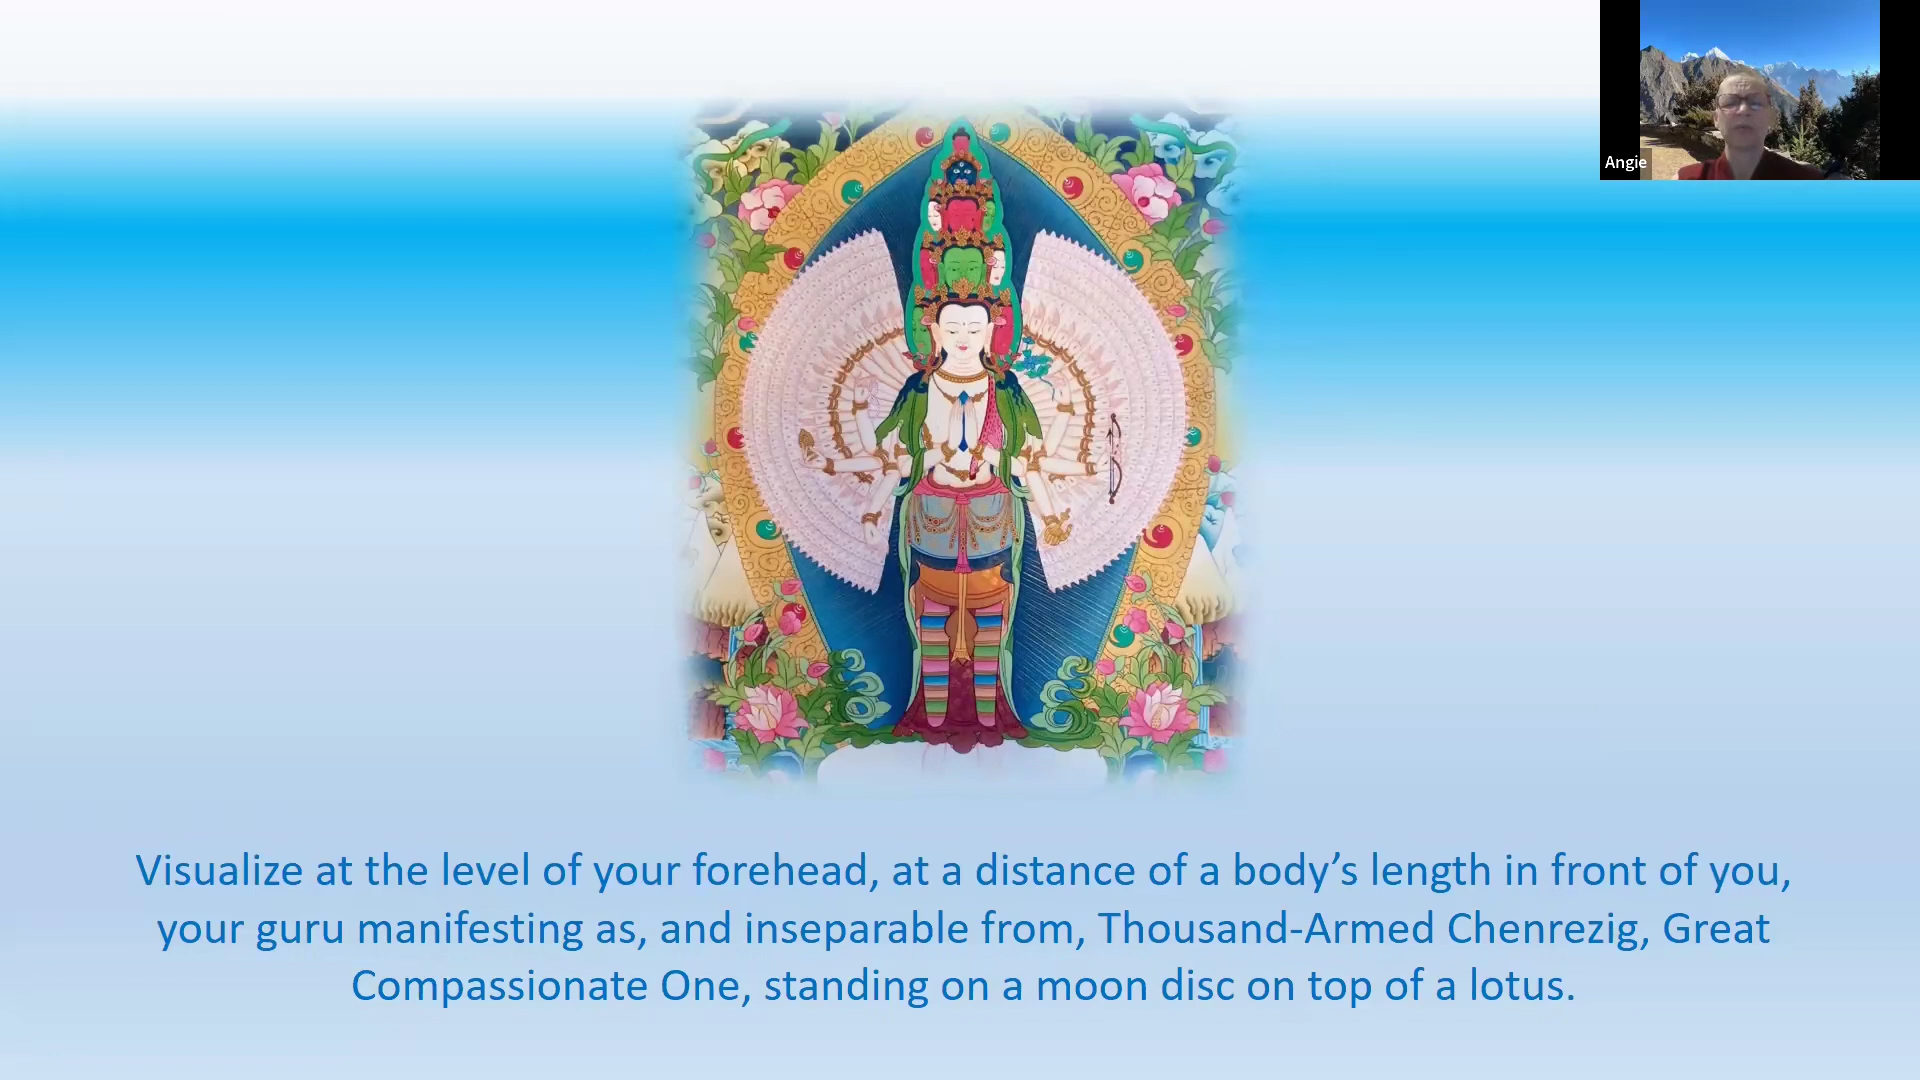 Angie
Visualize at the level of your forehead, at a distance of a body’s length in front of you,
your guru manifesting as, and inseparable from, Thousand-Armed Chenrezig, Great
Compassionate One, standing on a moon disc on top of a lotus.